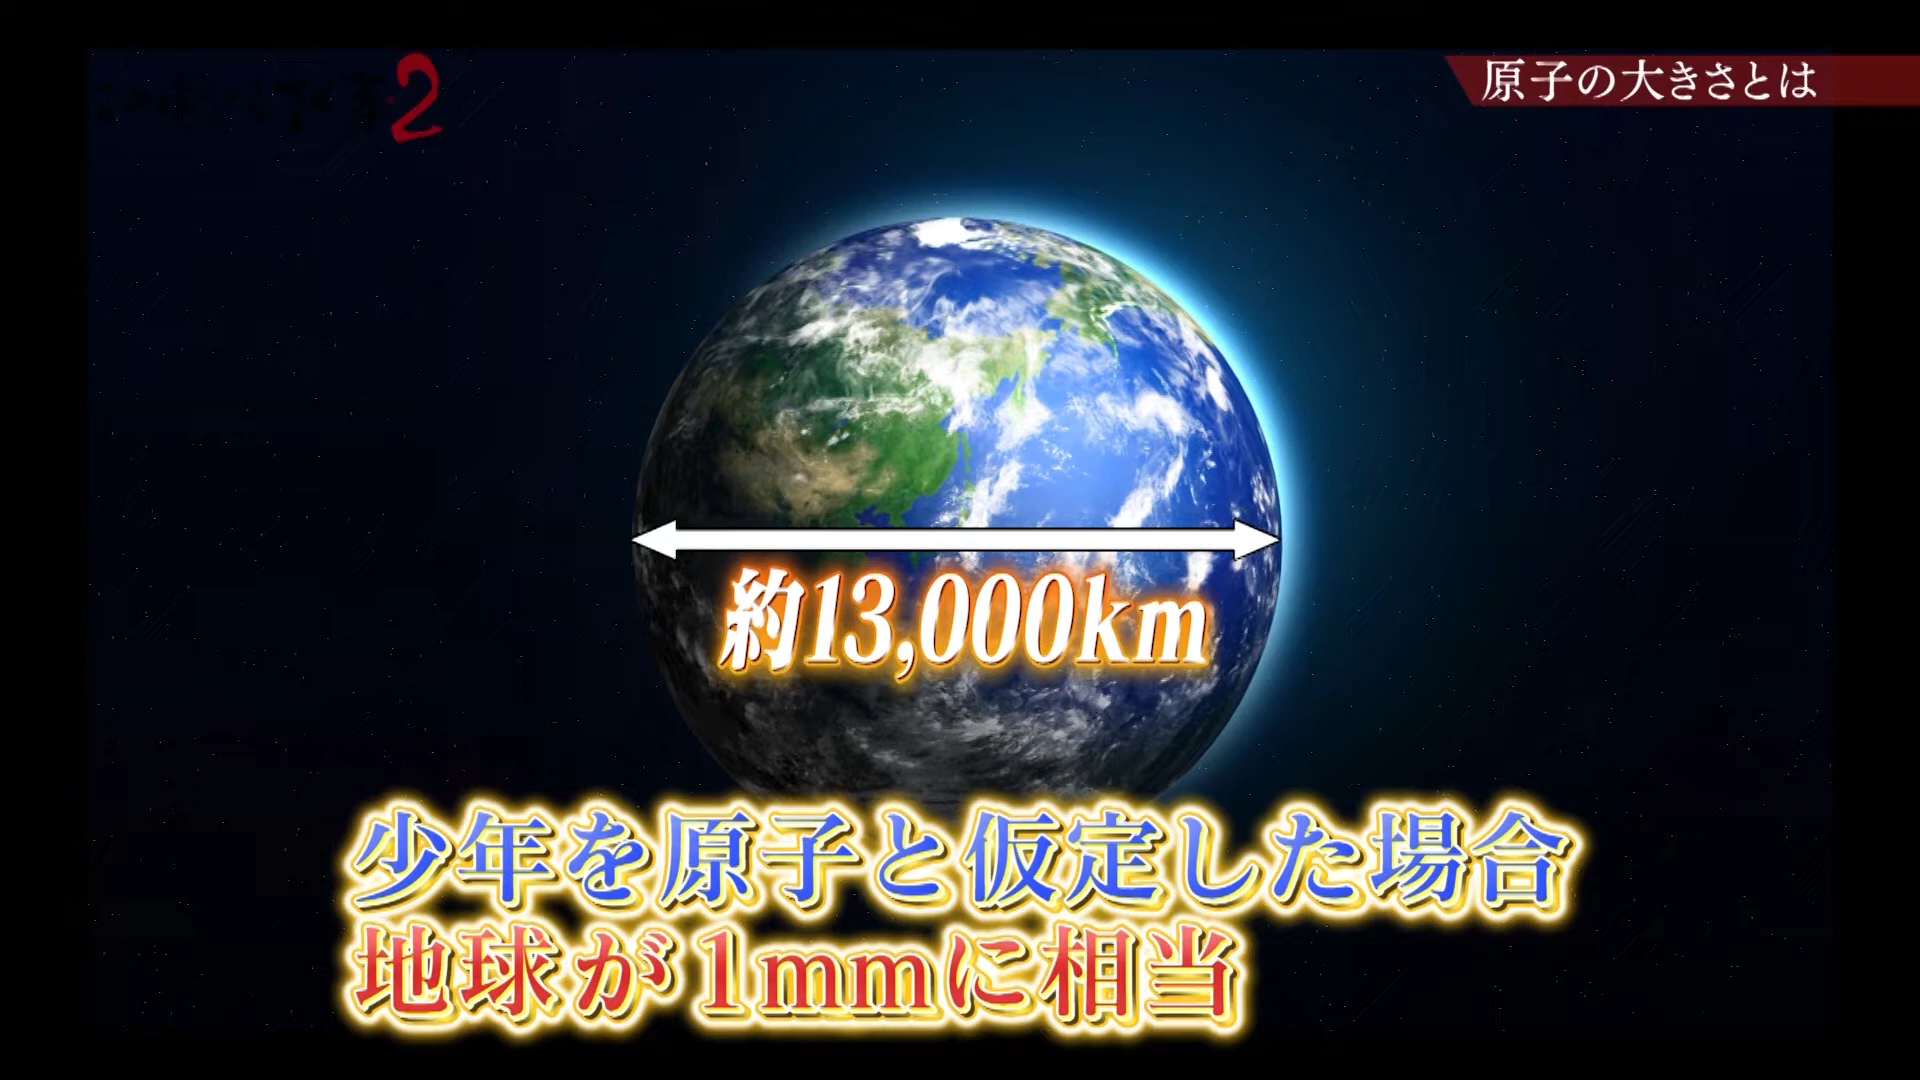 2
原子の大きさとは
約13,000km
少年を原子と仮定した場合
地球が1mmに相当